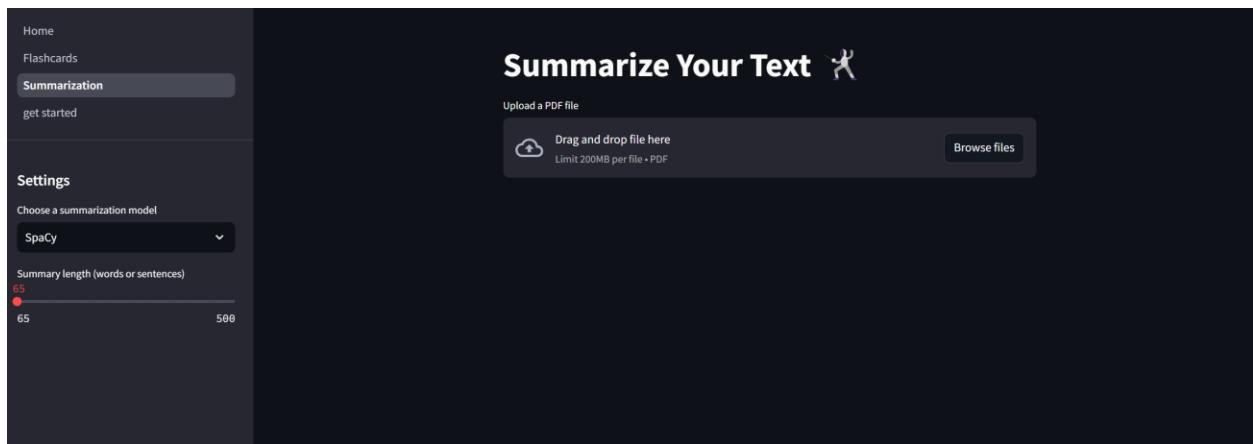 Home
Flashcards
Summarization
get started
Settings
Choose a summarization model
SpaCy
Summary length (words or sentences)
65
65 500
Summarize Your Text
Upload a PDF file
Drag and drop file here
Limit 200MB per file • PDF
Browse files